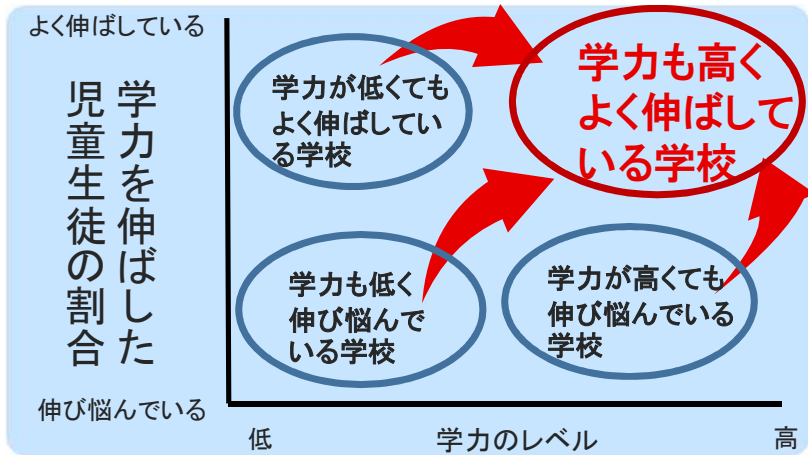 よく伸ばしている
学力を伸ばした
児童生徒の割合
伸び悩んでいる
学力が低くても
よく伸ばしてい
る学校
学力も高く
よく伸ばして
いる学校
学力も低く
伸び悩んで
いる学校
学力が高くても
伸び悩んでいる
学校
低
学力のレベル
高